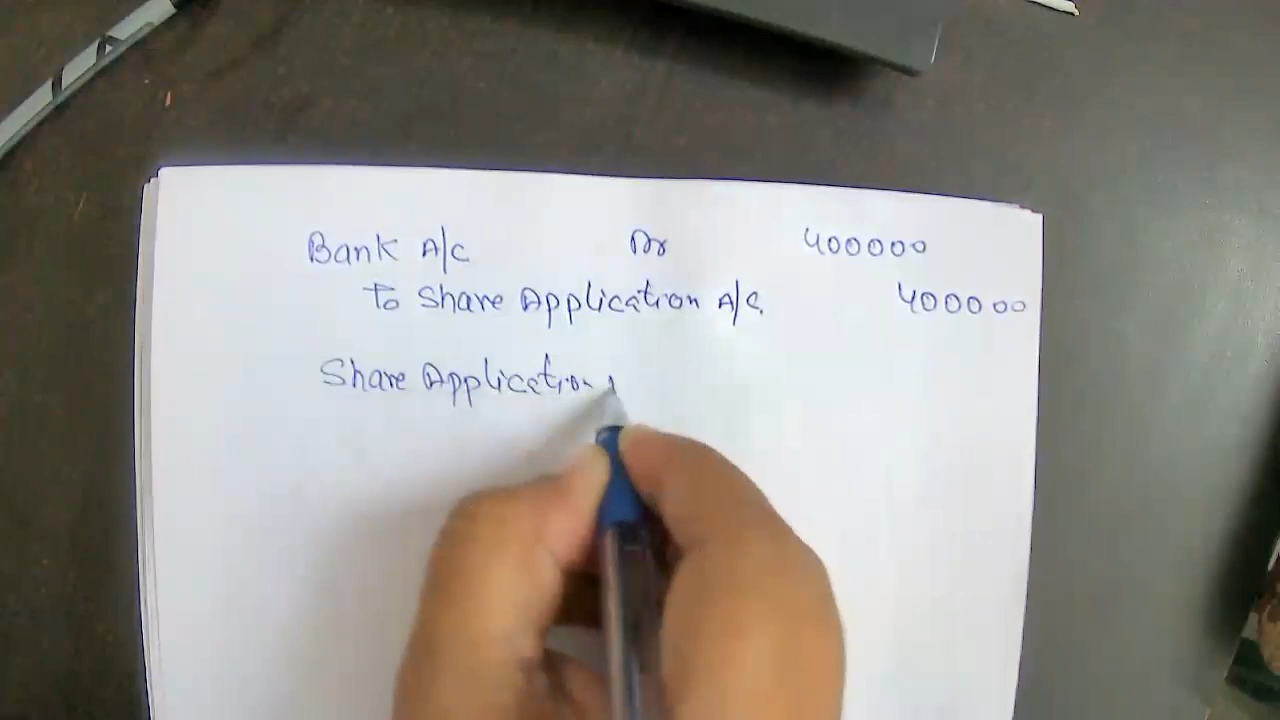 Bank A/c Dr 400000
To Share Application A/c. 400000
Share Application